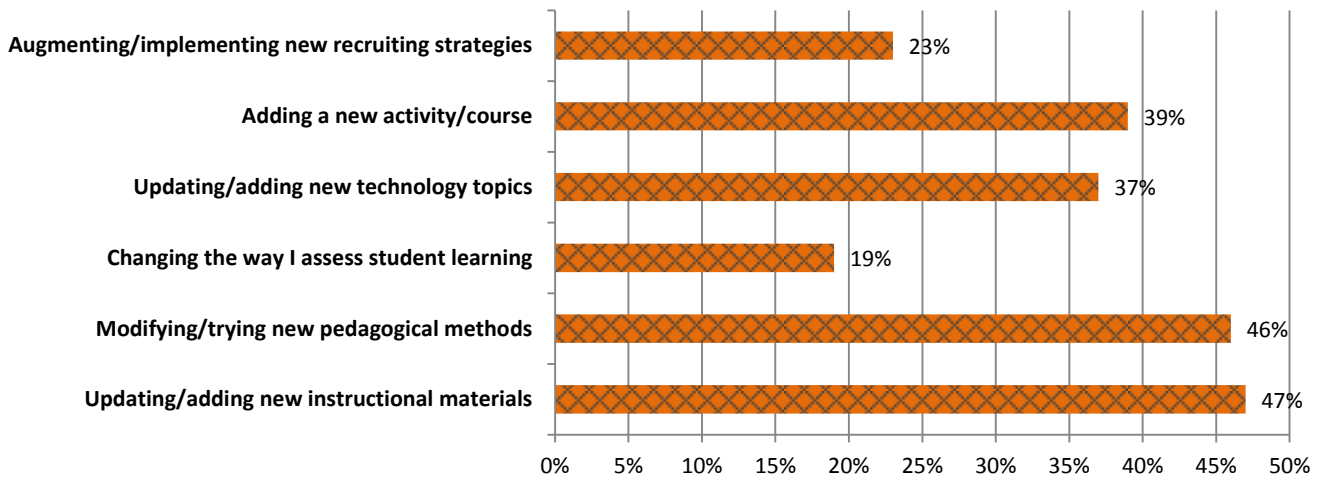 Augmenting/implementing new recruiting strategies
23%
Adding a new activity/course
39%
Updating/adding new technology topics
37%
Changing the way I assess student learning
19%
Modifying/trying new pedagogical methods
46%
Updating/adding new instructional materials
47%
0% 5% 10% 15% 20% 25% 30% 35% 40% 45% 50%